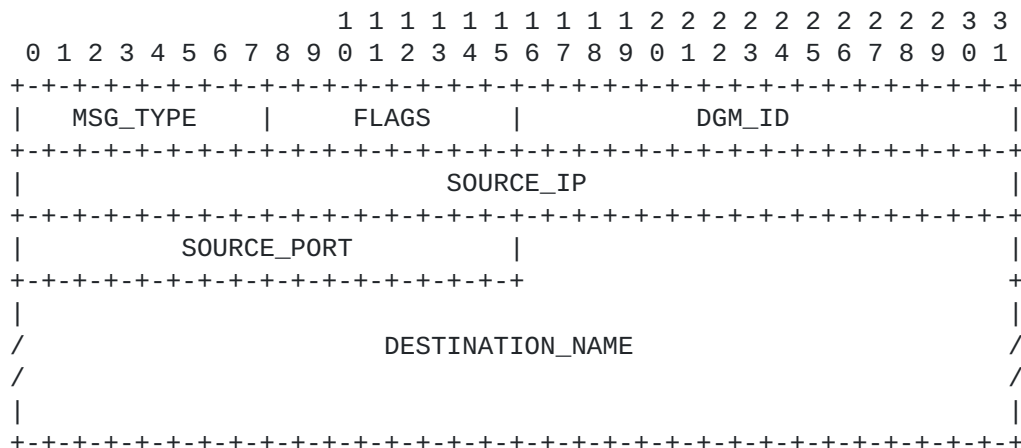 1 1 1 1 1 1 1 1 1 1 2 2 2 2 2 2 2 2 2 2 3 3
 0 1 2 3 4 5 6 7 8 9 0 1 2 3 4 5 6 7 8 9 0 1 2 3 4 5 6 7 8 9 0 1
+-+-+-+-+-+-+-+-+-+-+-+-+-+-+-+-+-+-+-+-+-+-+-+-+-+-+-+-+-+-+-+-+
|   MSG_TYPE    |     FLAGS     |           DGM_ID              |
+-+-+-+-+-+-+-+-+-+-+-+-+-+-+-+-+-+-+-+-+-+-+-+-+-+-+-+-+-+-+-+-+
|                           SOURCE_IP                           |
+-+-+-+-+-+-+-+-+-+-+-+-+-+-+-+-+-+-+-+-+-+-+-+-+-+-+-+-+-+-+-+-+
|          SOURCE_PORT          |                               |
+-+-+-+-+-+-+-+-+-+-+-+-+-+-+-+-+                               +
|                                                               |
/                       DESTINATION_NAME                        /
/                                                               /
|                                                               |
+-+-+-+-+-+-+-+-+-+-+-+-+-+-+-+-+-+-+-+-+-+-+-+-+-+-+-+-+-+-+-+-+